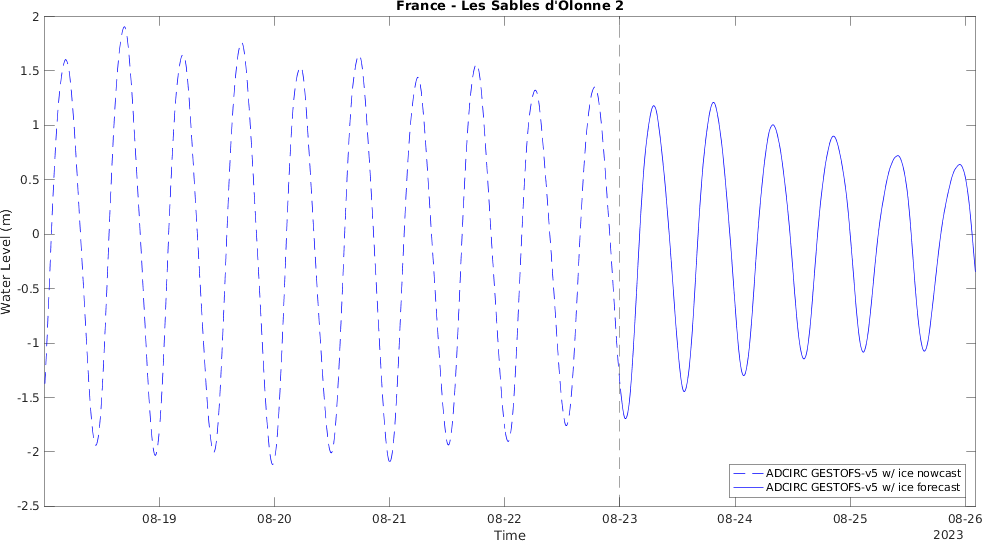 France - Les Sables d'Olonne 2
2
1.5
1
0.5
0
-0.5
-1
-1.5
-2
-2.5
Water Level (m)
08-19 08-20 08-21 08-22 08-23 08-24 08-25 08-26
Time
2023
ADCIRC GESTOFS-v5 w/ ice nowcast
ADCIRC GESTOFS-v5 w/ ice forecast